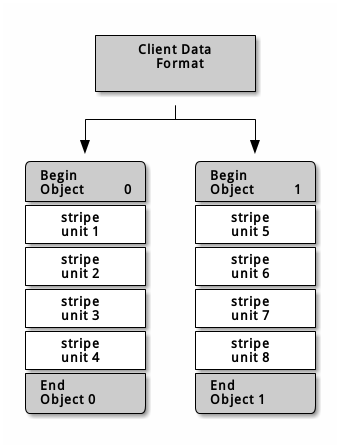 Client Data
Format
Begin
Object 0
stripe
unit 1
stripe
unit 2
stripe
unit 3
stripe
unit 4
End
Object 0
Begin
Object 1
stripe
unit 5
stripe
unit 6
stripe
unit 7
stripe
unit 8
End
Object 1